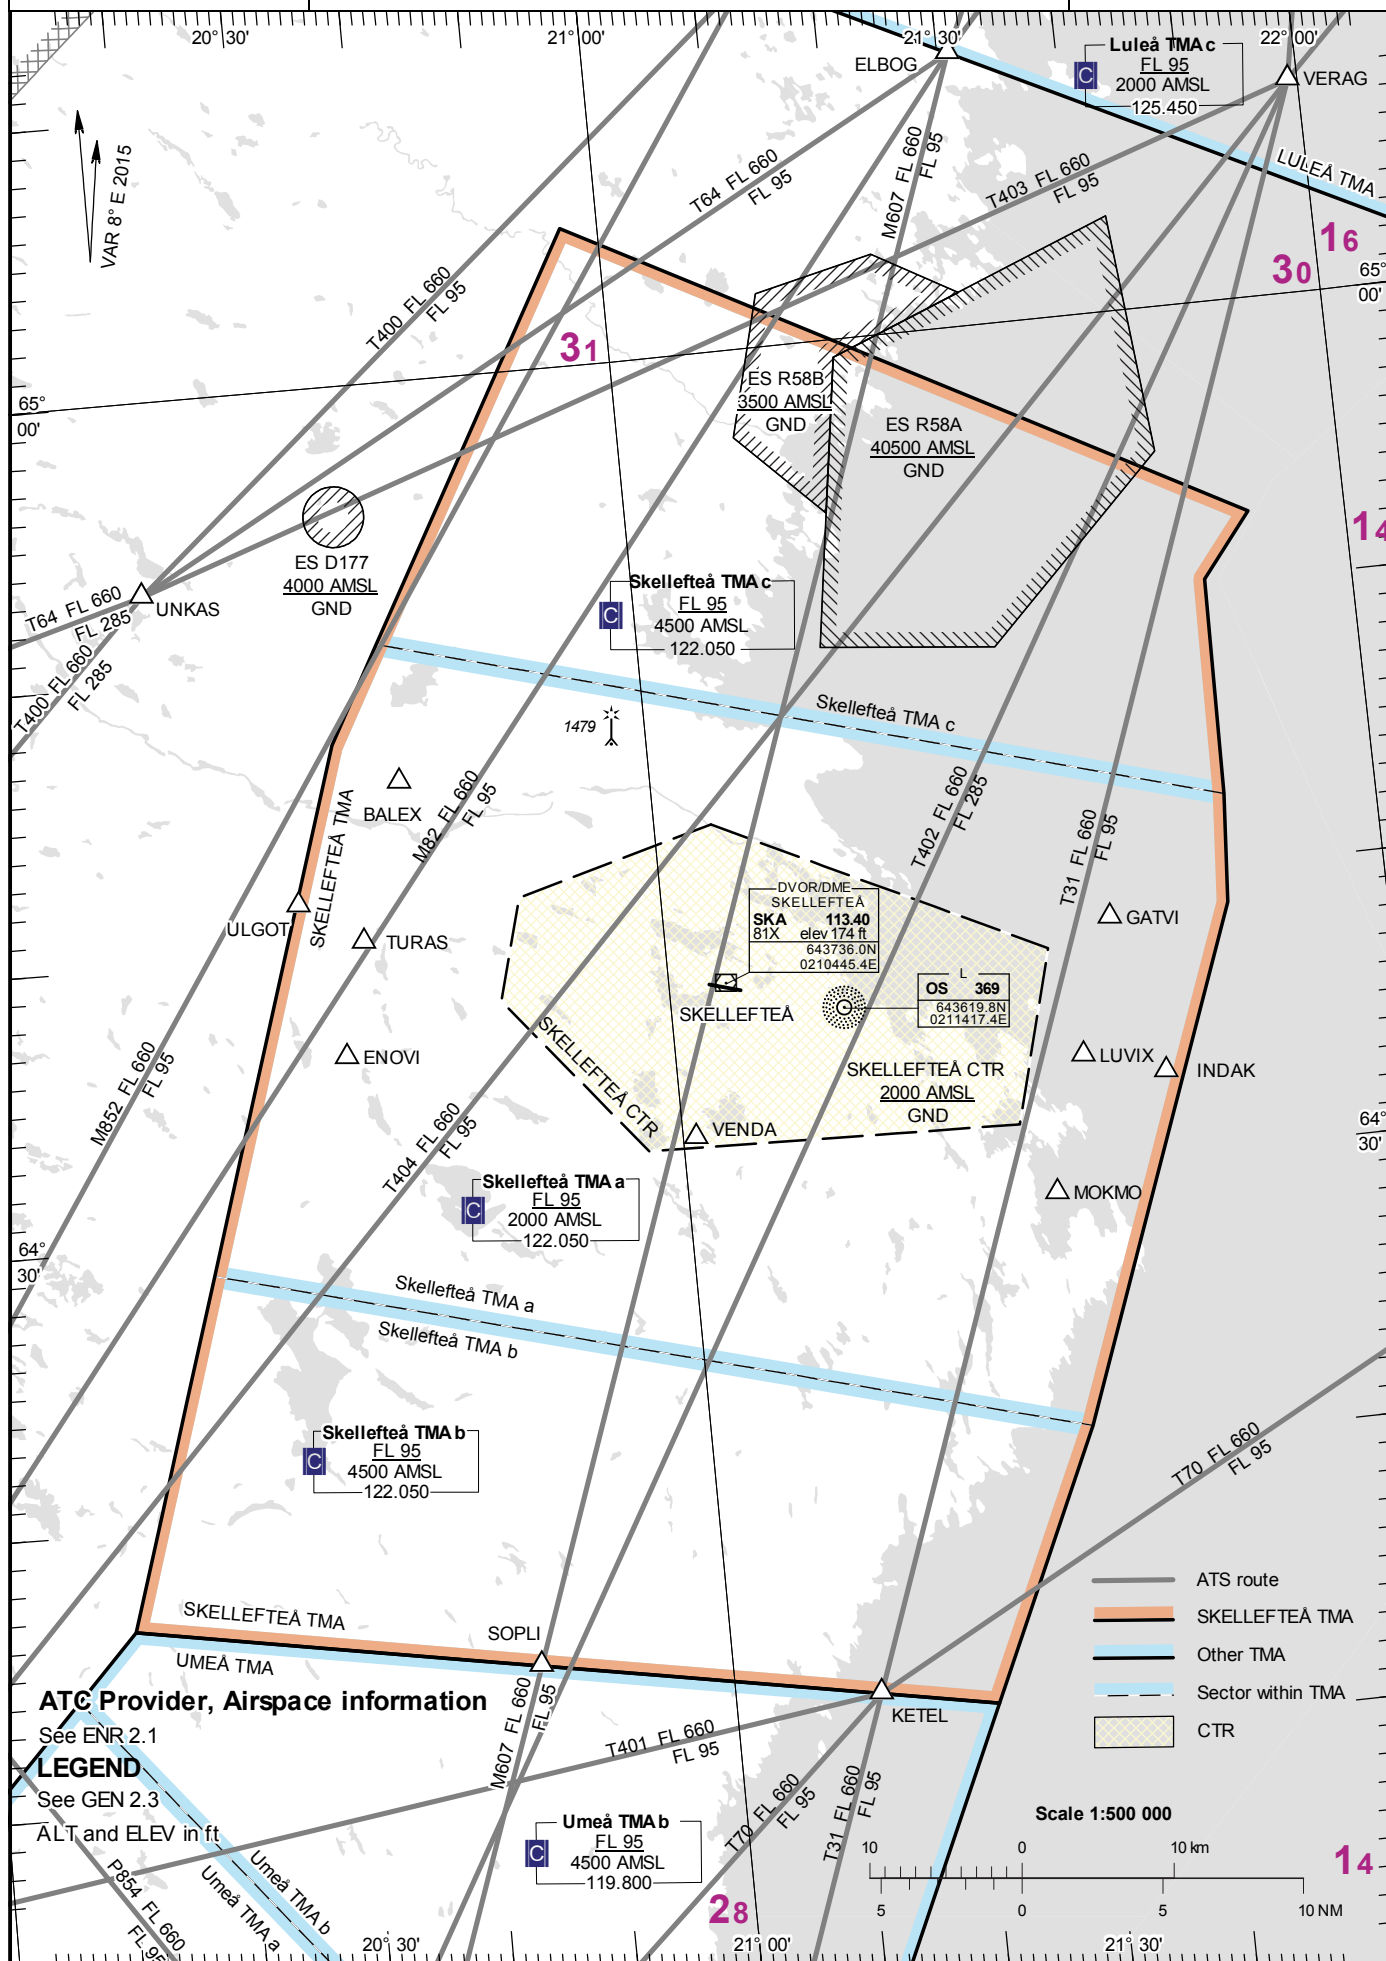 20° 30'
21° 00'
21° 30'
22° 00'
ELBOG
Luleå TMA c
C
FL 95
2000 AMSL
125.450
VERAG
LULEÅ TMA
VAR 8° E 2015
T64 FL 660
FL 95
M607 FL 660
FL 95
T403 FL 660
FL 95
16
30
65°
00'
T400 FL 660
FL 95
31
65°
00'
ES R58B
3500 AMSL
GND
ES R58A
40500 AMSL
GND
14
ES D177
4000 AMSL
GND
UNKAS
T64 FL 660
FL 285
T400 FL 660
FL 285
Skellefteå TMA c
C
FL 95
4500 AMSL
122.050
Skellefteå TMA c
1479
BALEX
M82 FL 660
FL 95
T402 FL 660
FL 285
T31 FL 660
FL 95
SKELLEFTEÅ TMA
ULGOT
TURAS
GATVI
DVOR/DME
SKELLEFTEÅ
SKA 113.40
81X elev 174 ft
643736.0N
0210445.4E
L
OS 369
643619.8N
0211417.4E
SKELLEFTEÅ
ENOVI
SKELLEFTEÅ CTR
SKELLEFTEÅ CTR
2000 AMSL
GND
LUVIX
INDAK
M852 FL 660
FL 95
T404 FL 660
FL 95
VENDA
64°
30'
MOKMO
Skellefteå TMA a
C
FL 95
2000 AMSL
122.050
64°
30'
Skellefteå TMA a
Skellefteå TMA b
Skellefteå TMA b
C
FL 95
4500 AMSL
122.050
T70 FL 660
FL 95
SKELLEFTEÅ TMA
UMEÅ TMA
SOPLI
KETEL
ATS route
SKELLEFTEÅ TMA
Other TMA
Sector within TMA
CTR
ATC Provider, Airspace information
See ENR 2.1
LEGEND
See GEN 2.3
ALT and ELEV in ft
M607 FL 660
FL 95
T401 FL 660
FL 95
T70 FL 660
FL 95
T31 FL 660
FL 95
Umeå TMA b
C
FL 95
4500 AMSL
119.800
P854 FL 660
FL 95
Umeå TMA b
Umeå TMA a
Scale 1:500 000
10 0 10 km
5 0 5 10 NM
14
28
20° 30'
21° 00'
21° 30'